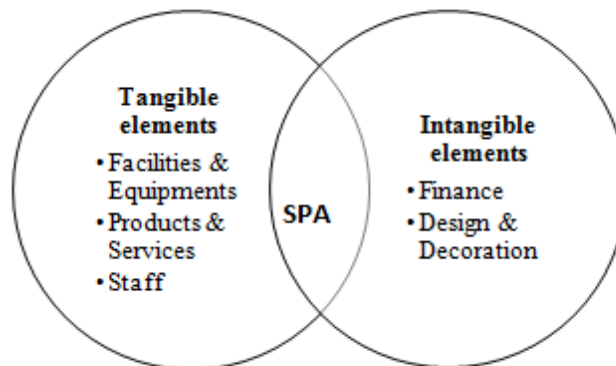 Tangible
elements
• Facilities &
Equipments
• Products &
Services
• Staff
SPA
Intangible
elements
• Finance
• Design &
Decoration